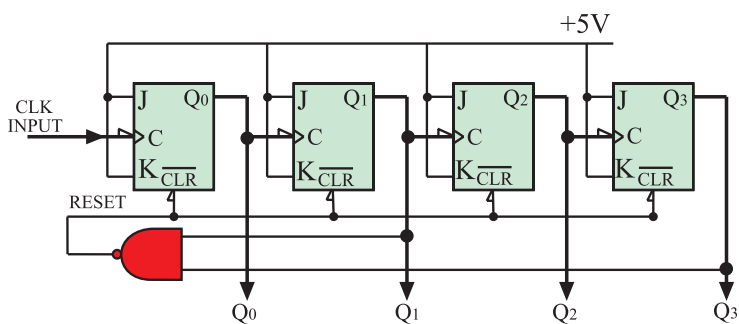 +5V
CLK
INPUT
J Q0
C
K CLR
J Q1
C
K CLR
J Q2
C
K CLR
J Q3
C
K CLR
RESET
Q0 Q1 Q2 Q3